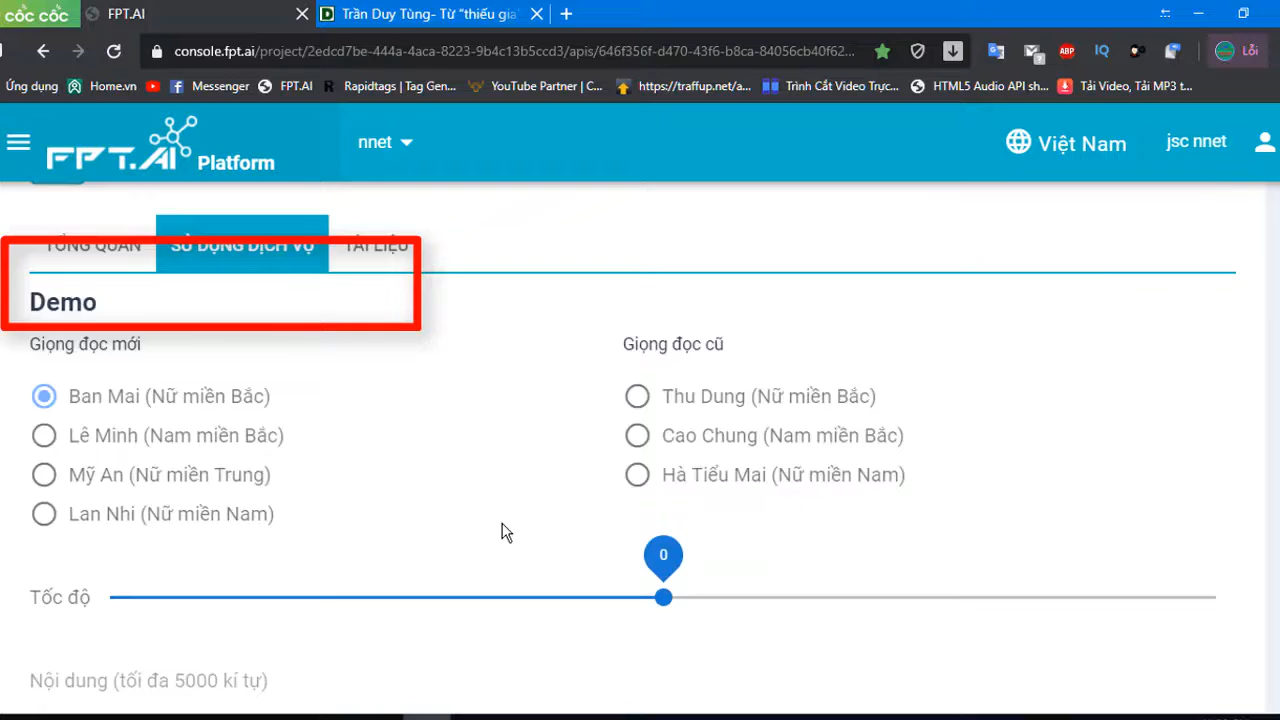 CỐC CỐC
FPT.AI
Trần Duy Tùng- Từ "thiếu gia"
console.fpt.ai/project/2edcd7be-444a-4aca-8223-9b4c13b5ccd3/apis/646f356f-d470-43f6-b8ca-84056cb40f62...
ABP
IQ
Lỗi
Ứng dụng
Home.vn
Messenger
FPT.AI
Rapidtags | Tag Gen...
YouTube Partner | C...
https://traffup.net/a...
Trình Cắt Video Trực...
HTML5 Audio API sh...
Tải Video, Tải MP3 t...
FPT.AI Platform
nnet
Việt Nam
jsc nnet
TỔNG QUAN
SỬ DỤNG DỊCH VỤ
TÀI LIỆU
Demo
Giọng đọc mới
Giọng đọc cũ
Ban Mai (Nữ miền Bắc)
Thu Dung (Nữ miền Bắc)
Lê Minh (Nam miền Bắc)
Cao Chung (Nam miền Bắc)
Mỹ An (Nữ miền Trung)
Hà Tiểu Mai (Nữ miền Nam)
Lan Nhi (Nữ miền Nam)
0
Tốc độ
Nội dung (tối đa 5000 kí tự)